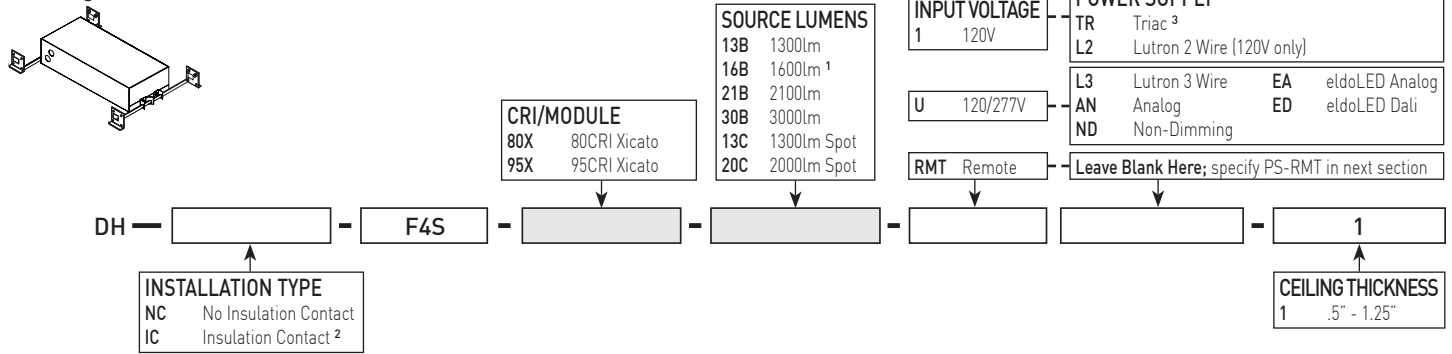 POWER SUPPLY
TR Triac ³
L2 Lutron 2 Wire (120V only)
INPUT VOLTAGE
1 120V
SOURCE LUMENS
13B 1300lm
16B 1600lm ¹
21B 2100lm
30B 3000lm
13C 1300lm Spot
20C 2000lm Spot
L3 Lutron 3 Wire EA eldoLED Analog
AN Analog ED eldoLED Dali
ND Non-Dimming
U 120/277V
CRI/MODULE
80X 80CRI Xicato
95X 95CRI Xicato
RMT Remote
Leave Blank Here; specify PS-RMT in next section
DH — - F4S - - - - 1
INSTALLATION TYPE
NC No Insulation Contact
IC Insulation Contact ²
CEILING THICKNESS
1 .5" - 1.25"